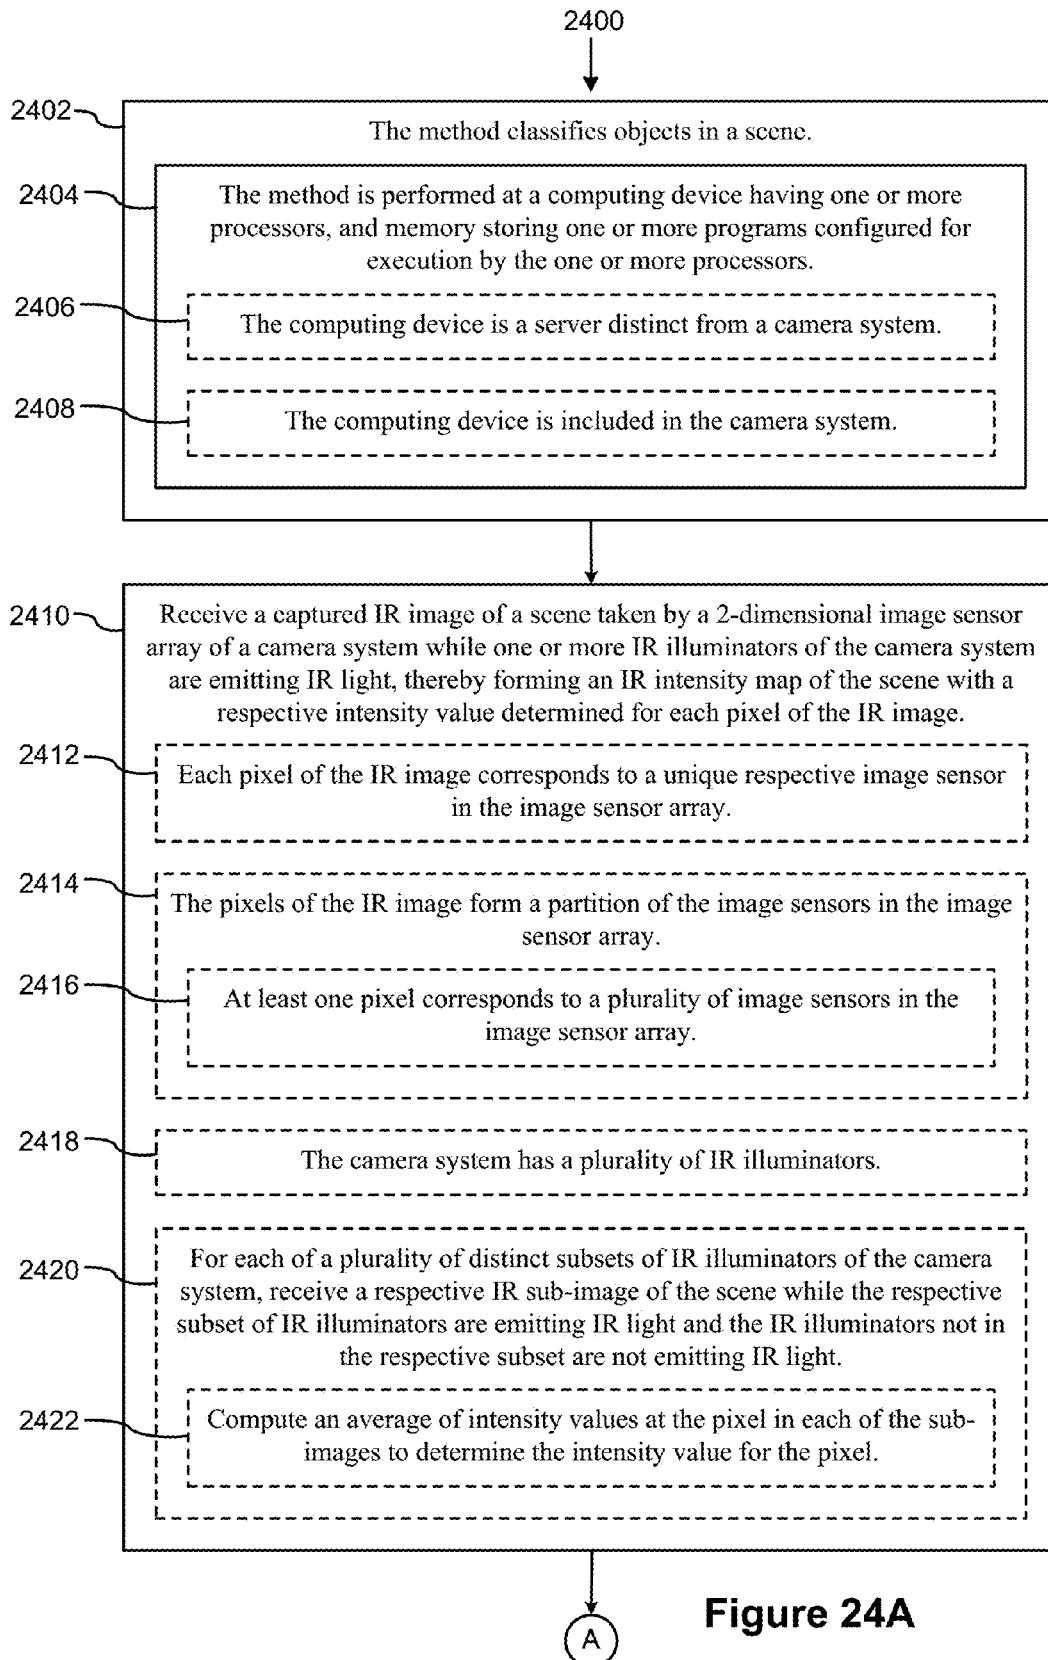 2400
2402
The method classifies objects in a scene.
2404
The method is performed at a computing device having one or more
processors, and memory storing one or more programs configured for
execution by the one or more processors.
2406
The computing device is a server distinct from a camera system.
2408
The computing device is included in the camera system.
2410
Receive a captured IR image of a scene taken by a 2-dimensional image sensor
array of a camera system while one or more IR illuminators of the camera system
are emitting IR light, thereby forming an IR intensity map of the scene with a
respective intensity value determined for each pixel of the IR image.
2412
Each pixel of the IR image corresponds to a unique respective image sensor
in the image sensor array.
2414
The pixels of the IR image form a partition of the image sensors in the image
sensor array.
2416
At least one pixel corresponds to a plurality of image sensors in the
image sensor array.
2418
The camera system has a plurality of IR illuminators.
2420
For each of a plurality of distinct subsets of IR illuminators of the camera
system, receive a respective IR sub-image of the scene while the respective
subset of IR illuminators are emitting IR light and the IR illuminators not in
the respective subset are not emitting IR light.
2422
Compute an average of intensity values at the pixel in each of the sub-
images to determine the intensity value for the pixel.
A
Figure 24A